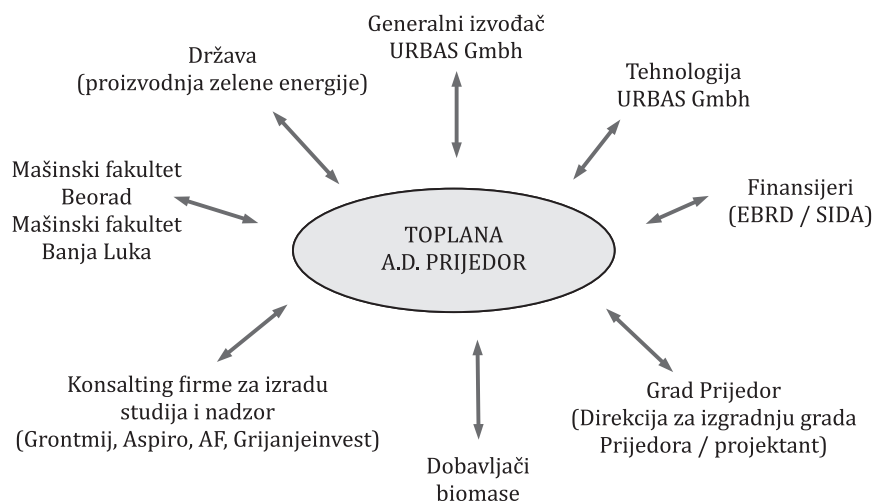 Generalni izvođač
URBAS Gmbh
Država
(proizvodnja zelene energije)
Tehnologija
URBAS Gmbh
Mašinski fakultet
Beorad
Mašinski fakultet
Banja Luka
Finansijeri
(EBRD / SIDA)
TOPLANA
A.D. PRIJEDOR
Konsalting firme za izradu
studija i nadzor
(Grontmij, Aspiro, AF, Grijanjeinvest)
Grad Prijedor
(Direkcija za izgradnju grada
Prijedora / projektant)
Dobavljači
biomase